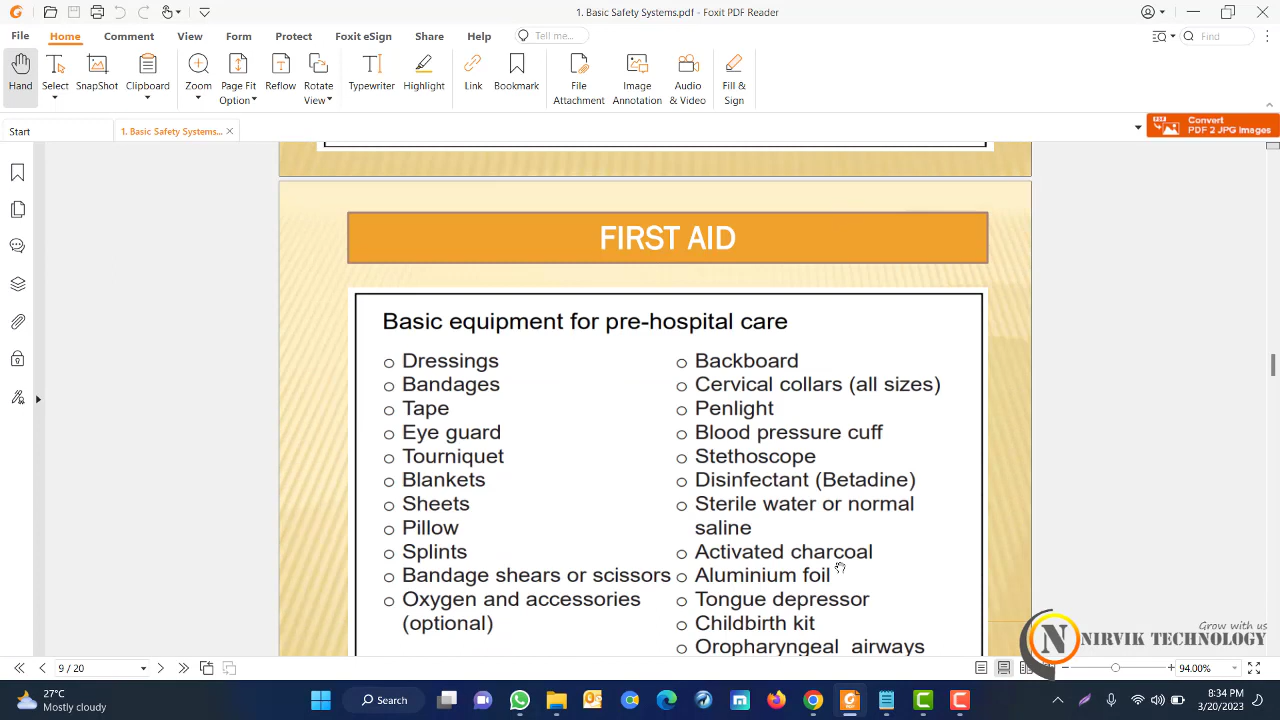 1. Basic Safety Systems.pdf - Foxit PDF Reader
File Home Comment View Form Protect Foxit eSign Share Help Tell me... Find
Hand Select SnapShot Clipboard Zoom Page Fit Option Reflow Rotate View Typewriter Highlight Link Bookmark File Attachment Image Annotation Audio & Video Fill & Sign
Start 1. Basic Safety Systems...
Convert
PDF 2 JPG Images
FIRST AID
Basic equipment for pre-hospital care
Dressings
Bandages
Tape
Eye guard
Tourniquet
Blankets
Sheets
Pillow
Splints
Bandage shears or scissors
Oxygen and accessories
(optional)
Backboard
Cervical collars (all sizes)
Penlight
Blood pressure cuff
Stethoscope
Disinfectant (Betadine)
Sterile water or normal
saline
Activated charcoal
Aluminium foil
Tongue depressor
Childbirth kit
Oropharyngeal airways
Grow with us
N NIRVIK TECHNOLOGY
9 / 20
94.00%
27°C
Mostly cloudy
Search
8:34 PM
3/20/2023